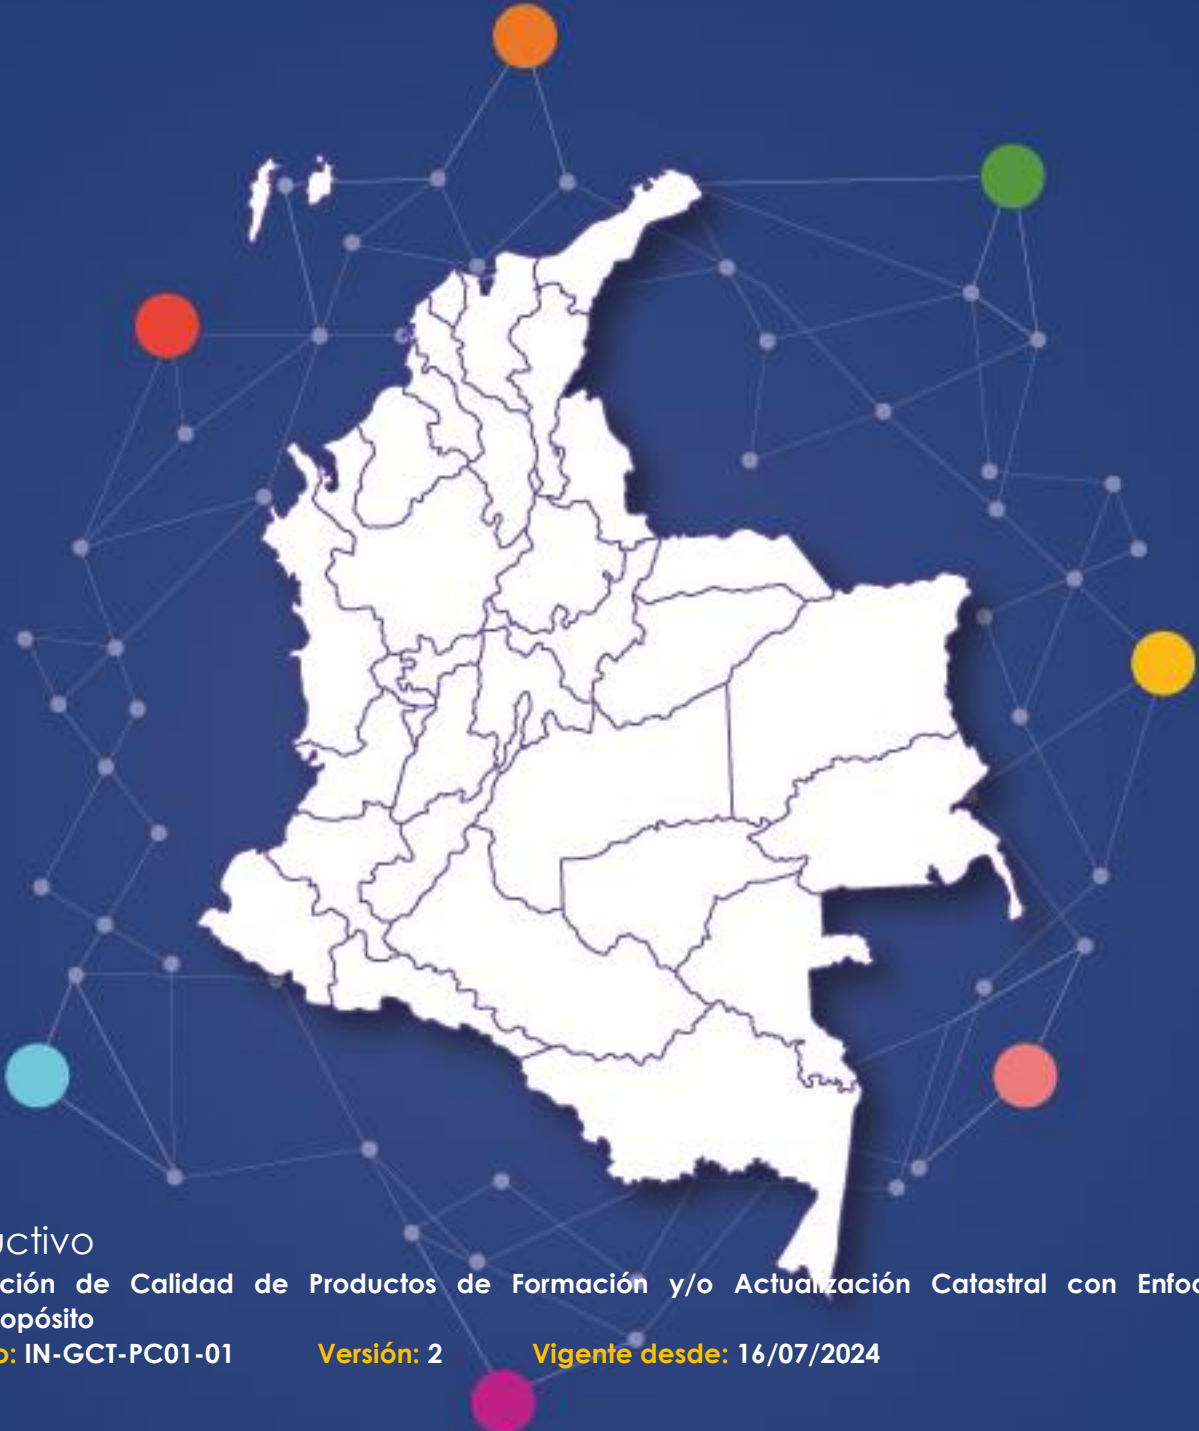 uctivo
ción de Calidad de Productos de Formación y/o Actualización Catastral con Enfoc
opósito
o: IN-GCT-PC01-01 Versión: 2 Vigente desde: 16/07/2024